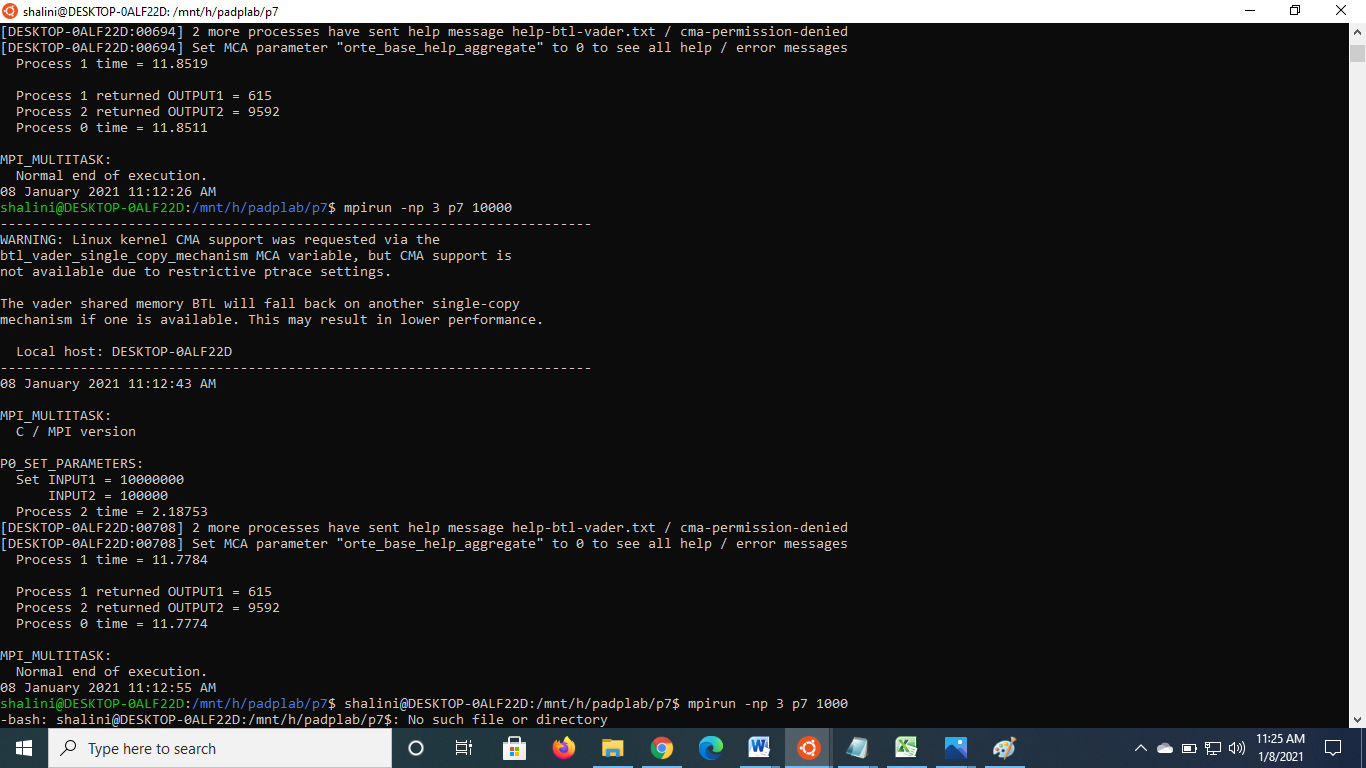 shalini@DESKTOP-0ALF22D: /mnt/h/padplab/p7
[DESKTOP-0ALF22D:00694] 2 more processes have sent help message help-btl-vader.txt / cma-permission-denied
[DESKTOP-0ALF22D:00694] Set MCA parameter "orte_base_help_aggregate" to 0 to see all help / error messages
  Process 1 time = 11.8519

  Process 1 returned OUTPUT1 = 615
  Process 2 returned OUTPUT2 = 9592
  Process 0 time = 11.8511

MPI_MULTITASK:
  Normal end of execution.
08 January 2021 11:12:26 AM
shalini@DESKTOP-0ALF22D:/mnt/h/padplab/p7$ mpirun -np 3 p7 10000
--------------------------------------------------------------------------
WARNING: Linux kernel CMA support was requested via the
btl_vader_single_copy_mechanism MCA variable, but CMA support is
not available due to restrictive ptrace settings.

The vader shared memory BTL will fall back on another single-copy
mechanism if one is available. This may result in lower performance.

  Local host: DESKTOP-0ALF22D
--------------------------------------------------------------------------
08 January 2021 11:12:43 AM

MPI_MULTITASK:
  C / MPI version

P0_SET_PARAMETERS:
  Set INPUT1 = 10000000
      INPUT2 = 100000
  Process 2 time = 2.18753
[DESKTOP-0ALF22D:00708] 2 more processes have sent help message help-btl-vader.txt / cma-permission-denied
[DESKTOP-0ALF22D:00708] Set MCA parameter "orte_base_help_aggregate" to 0 to see all help / error messages
  Process 1 time = 11.7784

  Process 1 returned OUTPUT1 = 615
  Process 2 returned OUTPUT2 = 9592
  Process 0 time = 11.7774

MPI_MULTITASK:
  Normal end of execution.
08 January 2021 11:12:55 AM
shalini@DESKTOP-0ALF22D:/mnt/h/padplab/p7$ shalini@DESKTOP-0ALF22D:/mnt/h/padplab/p7$ mpirun -np 3 p7 1000
-bash: shalini@DESKTOP-0ALF22D:/mnt/h/padplab/p7$: No such file or directory
Type here to search
11:25 AM
1/8/2021